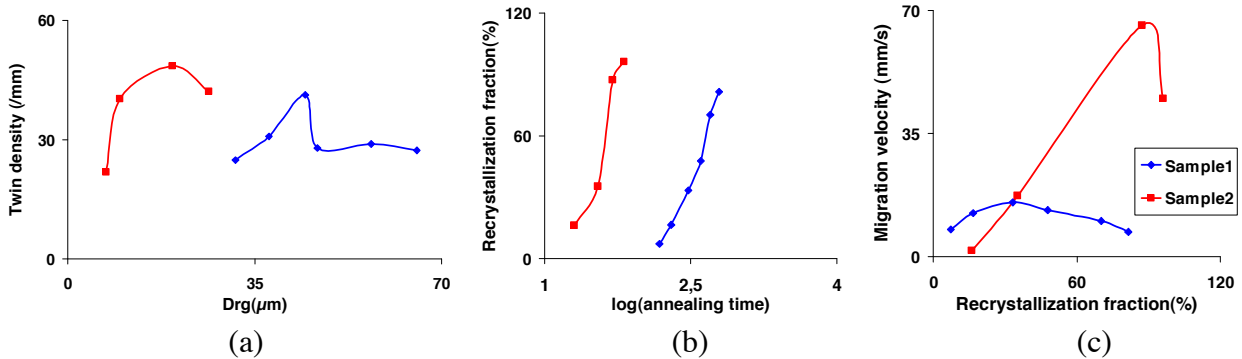 60
30
0
0
35
70
Twin density (/mm)
Drg(µm)
(a)
120
60
0
1
2,5
4
Recrystallization fraction(%)
log(annealing time)
(b)
70
35
0
0
60
120
Migration velocity (mm/s)
Recrystallization fraction(%)
Sample1
Sample2
(c)